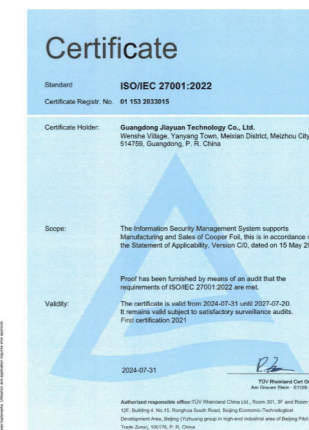 Certificate
Standard ISO/IEC 27001:2022
Certificate Registr. No. 01 153 2033015
Certificate Holder: Guangdong Jiayuan Technology Co., Ltd.
Wenshe Village, Yanyang Town, Meixian District, Meizhou City
514759, Guangdong, P. R. China
Scope: The Information Security Management System supports
Manufacturing and Sales of Cooper Foil, this is in accordance
the Statement of Applicability. Version C/0, dated on 15 May
Proof has been furnished by means of an audit that the
requirements of ISO/IEC 27001:2022 are met.
Validity: The certificate is valid from 2024-07-31 until 2027-07-20.
It remains valid subject to satisfactory surveillance audits.
First certification 2021
2024-07-31
TÜV Rheinland Cert
Am Grauen Stein · 51105
Authorized responsible office:TÜV Rheinland China Ltd., Room 301, 3F and Room
12F, Building 4, No.15, Ronghua South Road, Beijing Economic-Technological
Development Area, Beijing (Yizhuang group in high-end industrial area of Beijing Pilot
Trade Zone), 100176, P. R. China